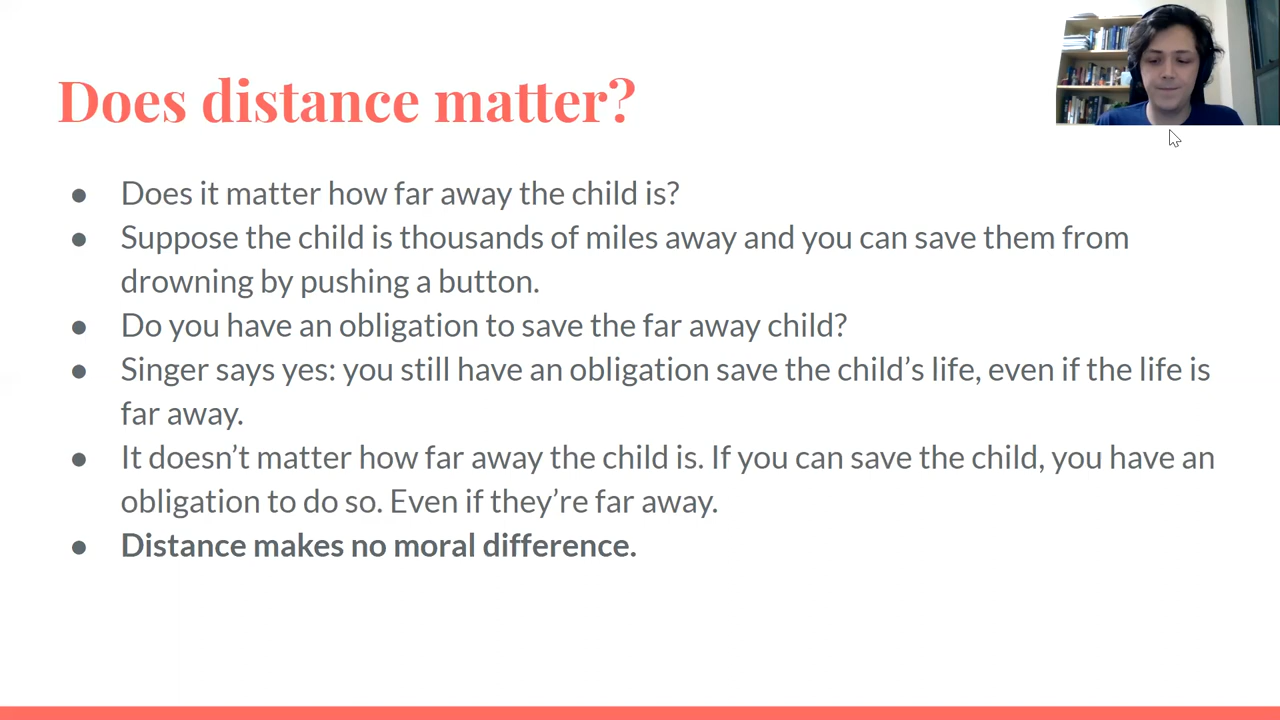 Does distance matter?
● Does it matter how far away the child is?
● Suppose the child is thousands of miles away and you can save them from
drowning by pushing a button.
● Do you have an obligation to save the far away child?
● Singer says yes: you still have an obligation save the child’s life, even if the life is
far away.
● It doesn’t matter how far away the child is. If you can save the child, you have an
obligation to do so. Even if they’re far away.
● Distance makes no moral difference.